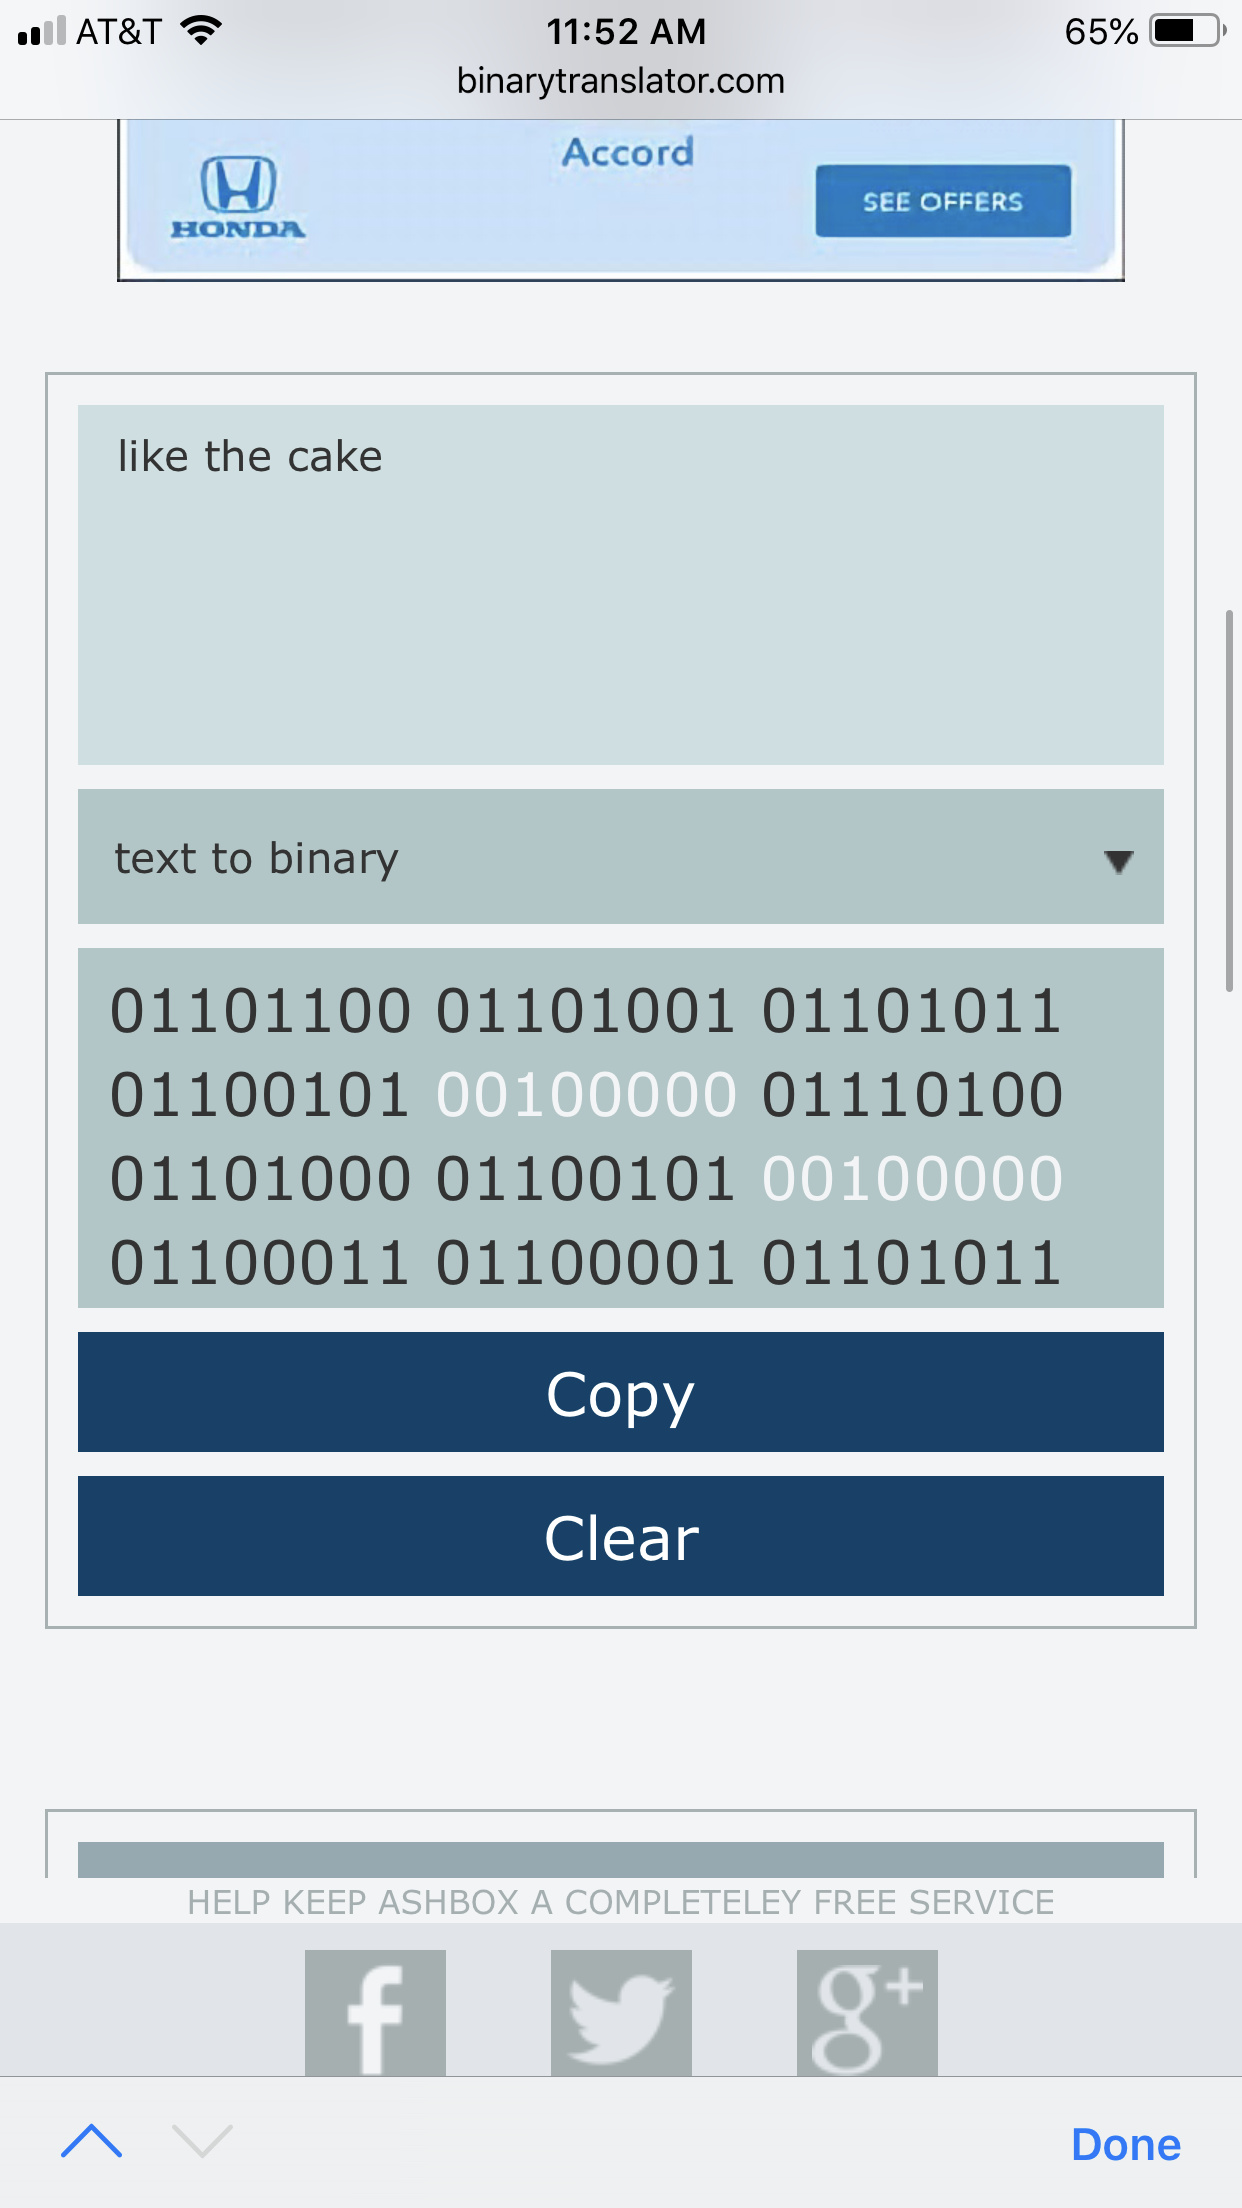 AT&T 11:52 AM 65%
binarytranslator.com
Accord
HONDA
SEE OFFERS
like the cake
text to binary
01101100 01101001 01101011
01100101 00100000 01110100
01101000 01100101 00100000
01100011 01100001 01101011
Copy
Clear
HELP KEEP ASHBOX A COMPLETELEY FREE SERVICE
f g+
Done